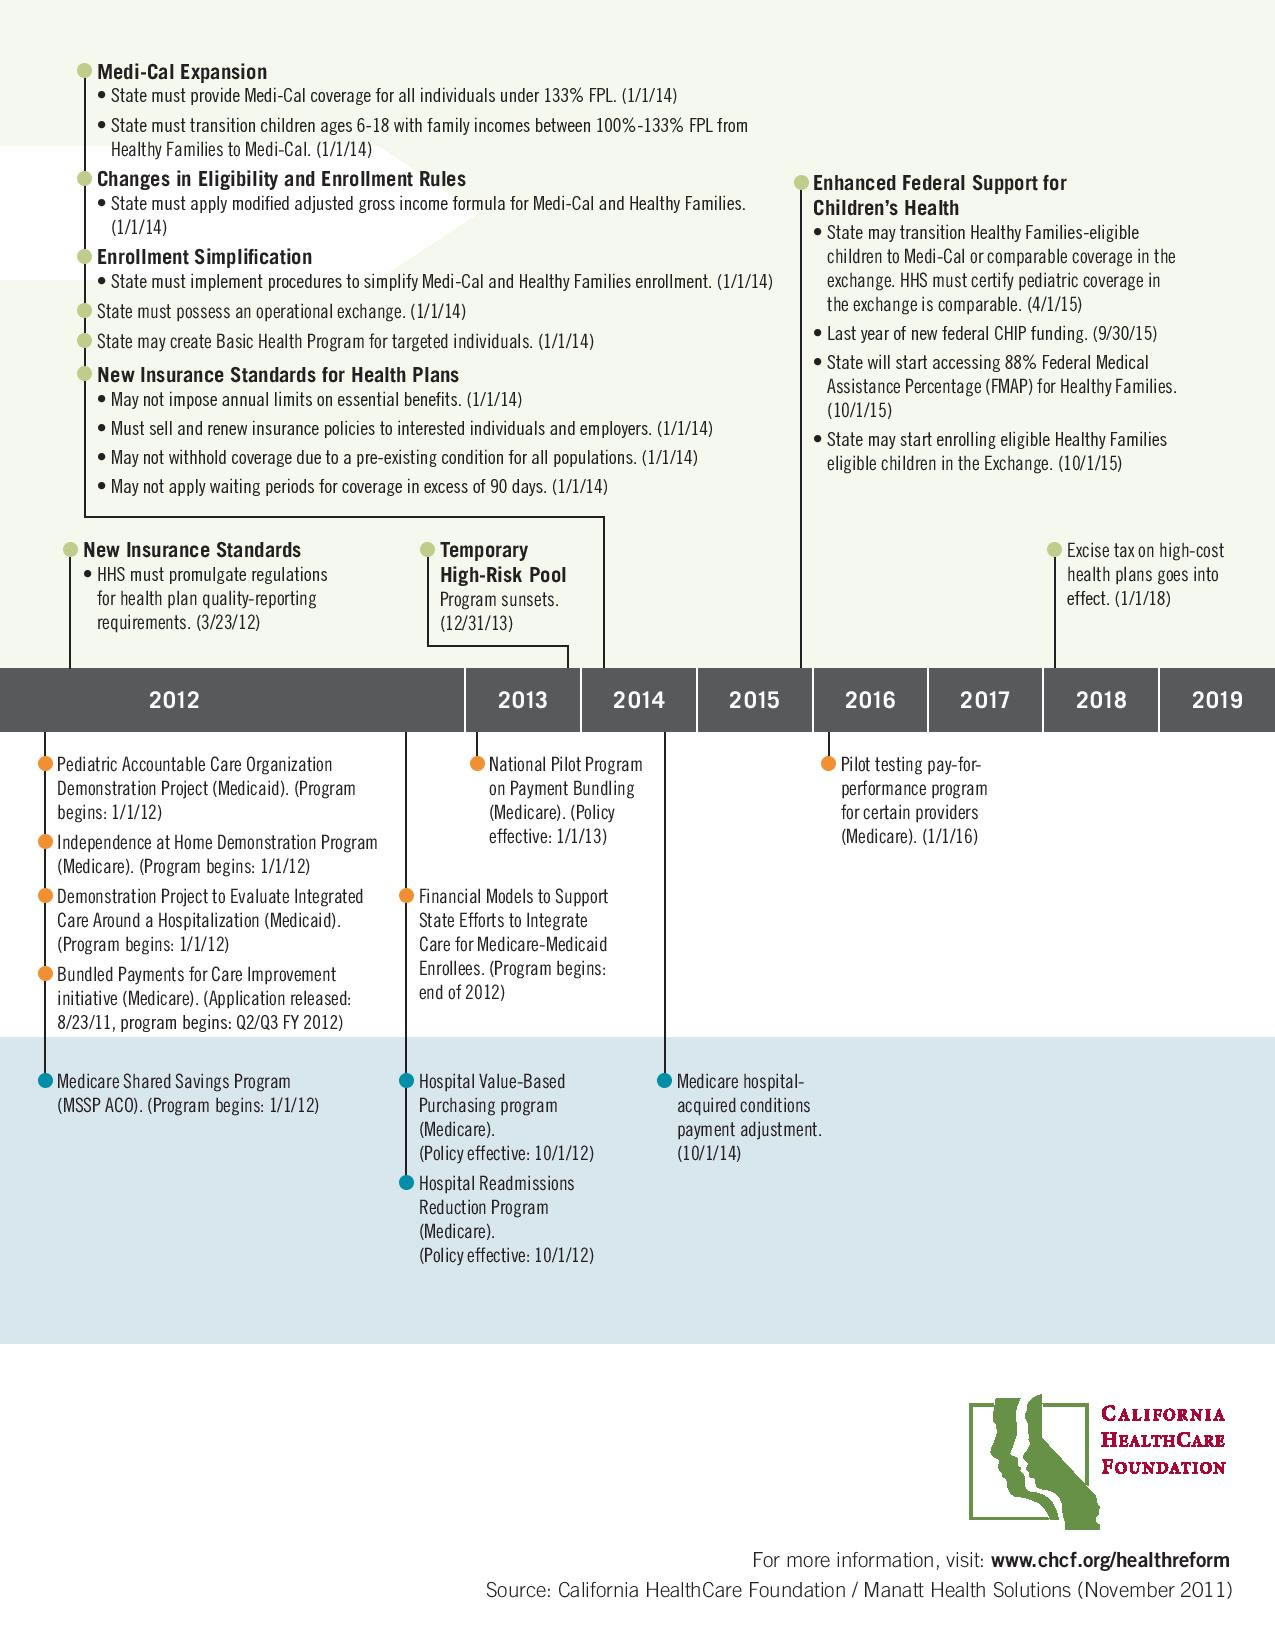 Medi-Cal Expansion
• State must provide Medi-Cal coverage for all individuals under 133% FPL. (1/1/14)
• State must transition children ages 6-18 with family incomes between 100%-133% FPL from
Healthy Families to Medi-Cal. (1/1/14)
Changes in Eligibility and Enrollment Rules
• State must apply modified adjusted gross income formula for Medi-Cal and Healthy Families.
(1/1/14)
Enrollment Simplification
• State must implement procedures to simplify Medi-Cal and Healthy Families enrollment. (1/1/14)
State must possess an operational exchange. (1/1/14)
State may create Basic Health Program for targeted individuals. (1/1/14)
New Insurance Standards for Health Plans
• May not impose annual limits on essential benefits. (1/1/14)
• Must sell and renew insurance policies to interested individuals and employers. (1/1/14)
• May not withhold coverage due to a pre-existing condition for all populations. (1/1/14)
• May not apply waiting periods for coverage in excess of 90 days. (1/1/14)
Enhanced Federal Support for
Children's Health
• State may transition Healthy Families-eligible
children to Medi-Cal or comparable coverage in the
exchange. HHS must certify pediatric coverage in
the exchange is comparable. (4/1/15)
• Last year of new federal CHIP funding. (9/30/15)
• State will start accessing 88% Federal Medical
Assistance Percentage (FMAP) for Healthy Families.
(10/1/15)
• State may start enrolling eligible Healthy Families
eligible children in the Exchange. (10/1/15)
New Insurance Standards
• HHS must promulgate regulations
for health plan quality-reporting
requirements. (3/23/12)
Temporary
High-Risk Pool
Program sunsets.
(12/31/13)
Excise tax on high-cost
health plans goes into
effect. (1/1/18)
2012 2013 2014 2015 2016 2017 2018 2019
Pediatric Accountable Care Organization
Demonstration Project (Medicaid). (Program
begins: 1/1/12)
Independence at Home Demonstration Program
(Medicare). (Program begins: 1/1/12)
Demonstration Project to Evaluate Integrated
Care Around a Hospitalization (Medicaid).
(Program begins: 1/1/12)
Bundled Payments for Care Improvement
initiative (Medicare). (Application released:
8/23/11, program begins: Q2/Q3 FY 2012)
National Pilot Program
on Payment Bundling
(Medicare). (Policy
effective: 1/1/13)
Financial Models to Support
State Efforts to Integrate
Care for Medicare-Medicaid
Enrollees. (Program begins:
end of 2012)
Pilot testing pay-for-
performance program
for certain providers
(Medicare). (1/1/16)
Medicare Shared Savings Program
(MSSP ACO). (Program begins: 1/1/12)
Hospital Value-Based
Purchasing program
(Medicare).
(Policy effective: 10/1/12)
Hospital Readmissions
Reduction Program
(Medicare).
(Policy effective: 10/1/12)
Medicare hospital-
acquired conditions
payment adjustment.
(10/1/14)
CALIFORNIA
HEALTHCARE
FOUNDATION
For more information, visit: www.chcf.org/healthreform
Source: California HealthCare Foundation / Manatt Health Solutions (November 2011)